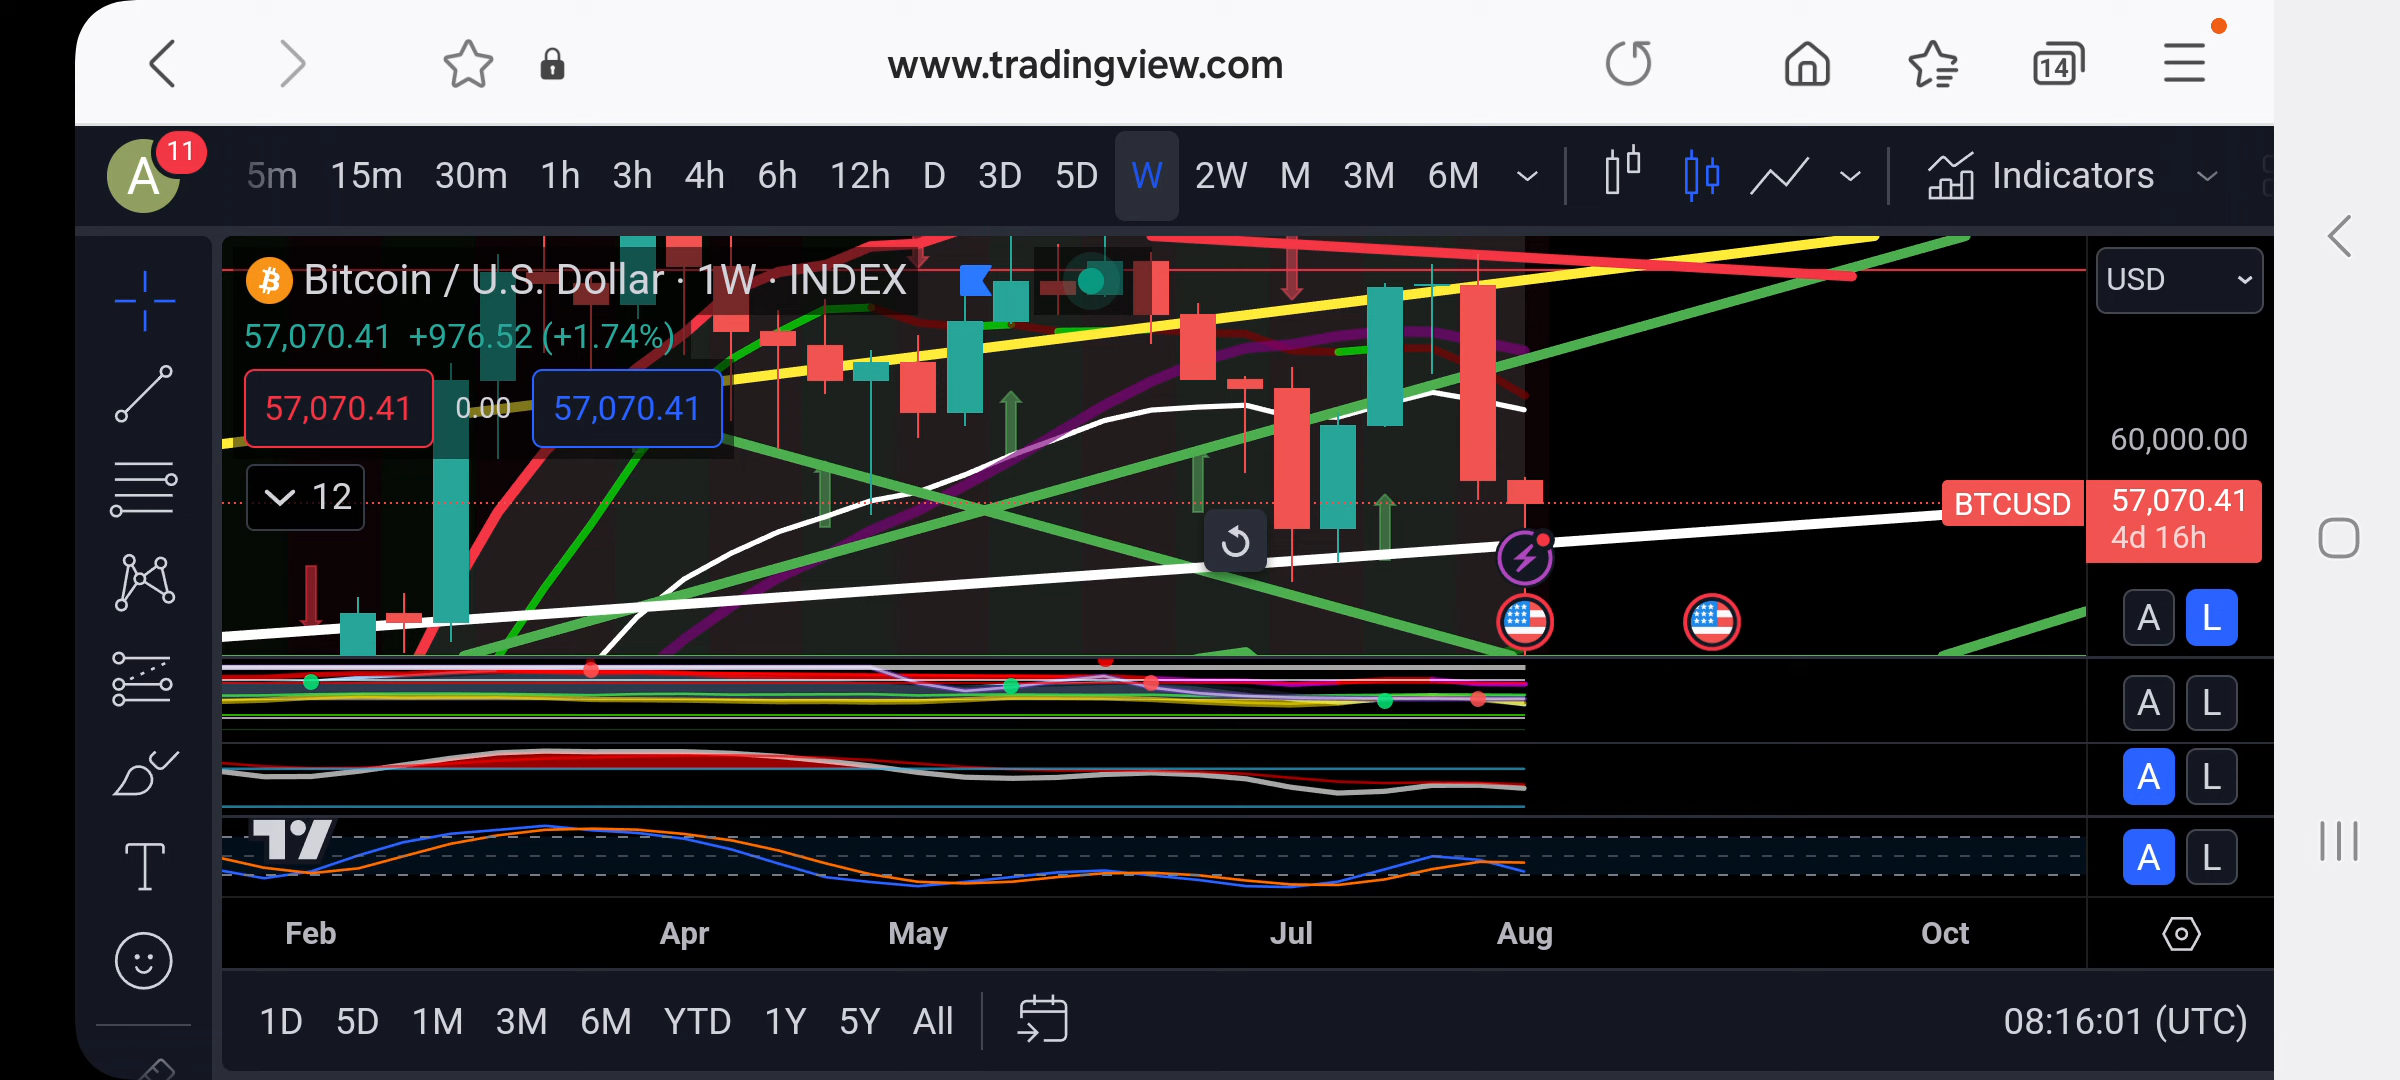 www.tradingview.com
14
A 11
5m 15m 30m 1h 3h 4h 6h 12h D 3D 5D W 2W M 3M 6M Indicators
Bitcoin / U.S. Dollar · 1W · INDEX
USD
57,070.41 +976.52 (+1.74%)
57,070.41 0.00 57,070.41
60,000.00
12
BTCUSD 57,070.41
4d 16h
A L
A L
A L
A L
Feb Apr May Jul Aug Oct
1D 5D 1M 3M 6M YTD 1Y 5Y All
08:16:01 (UTC)